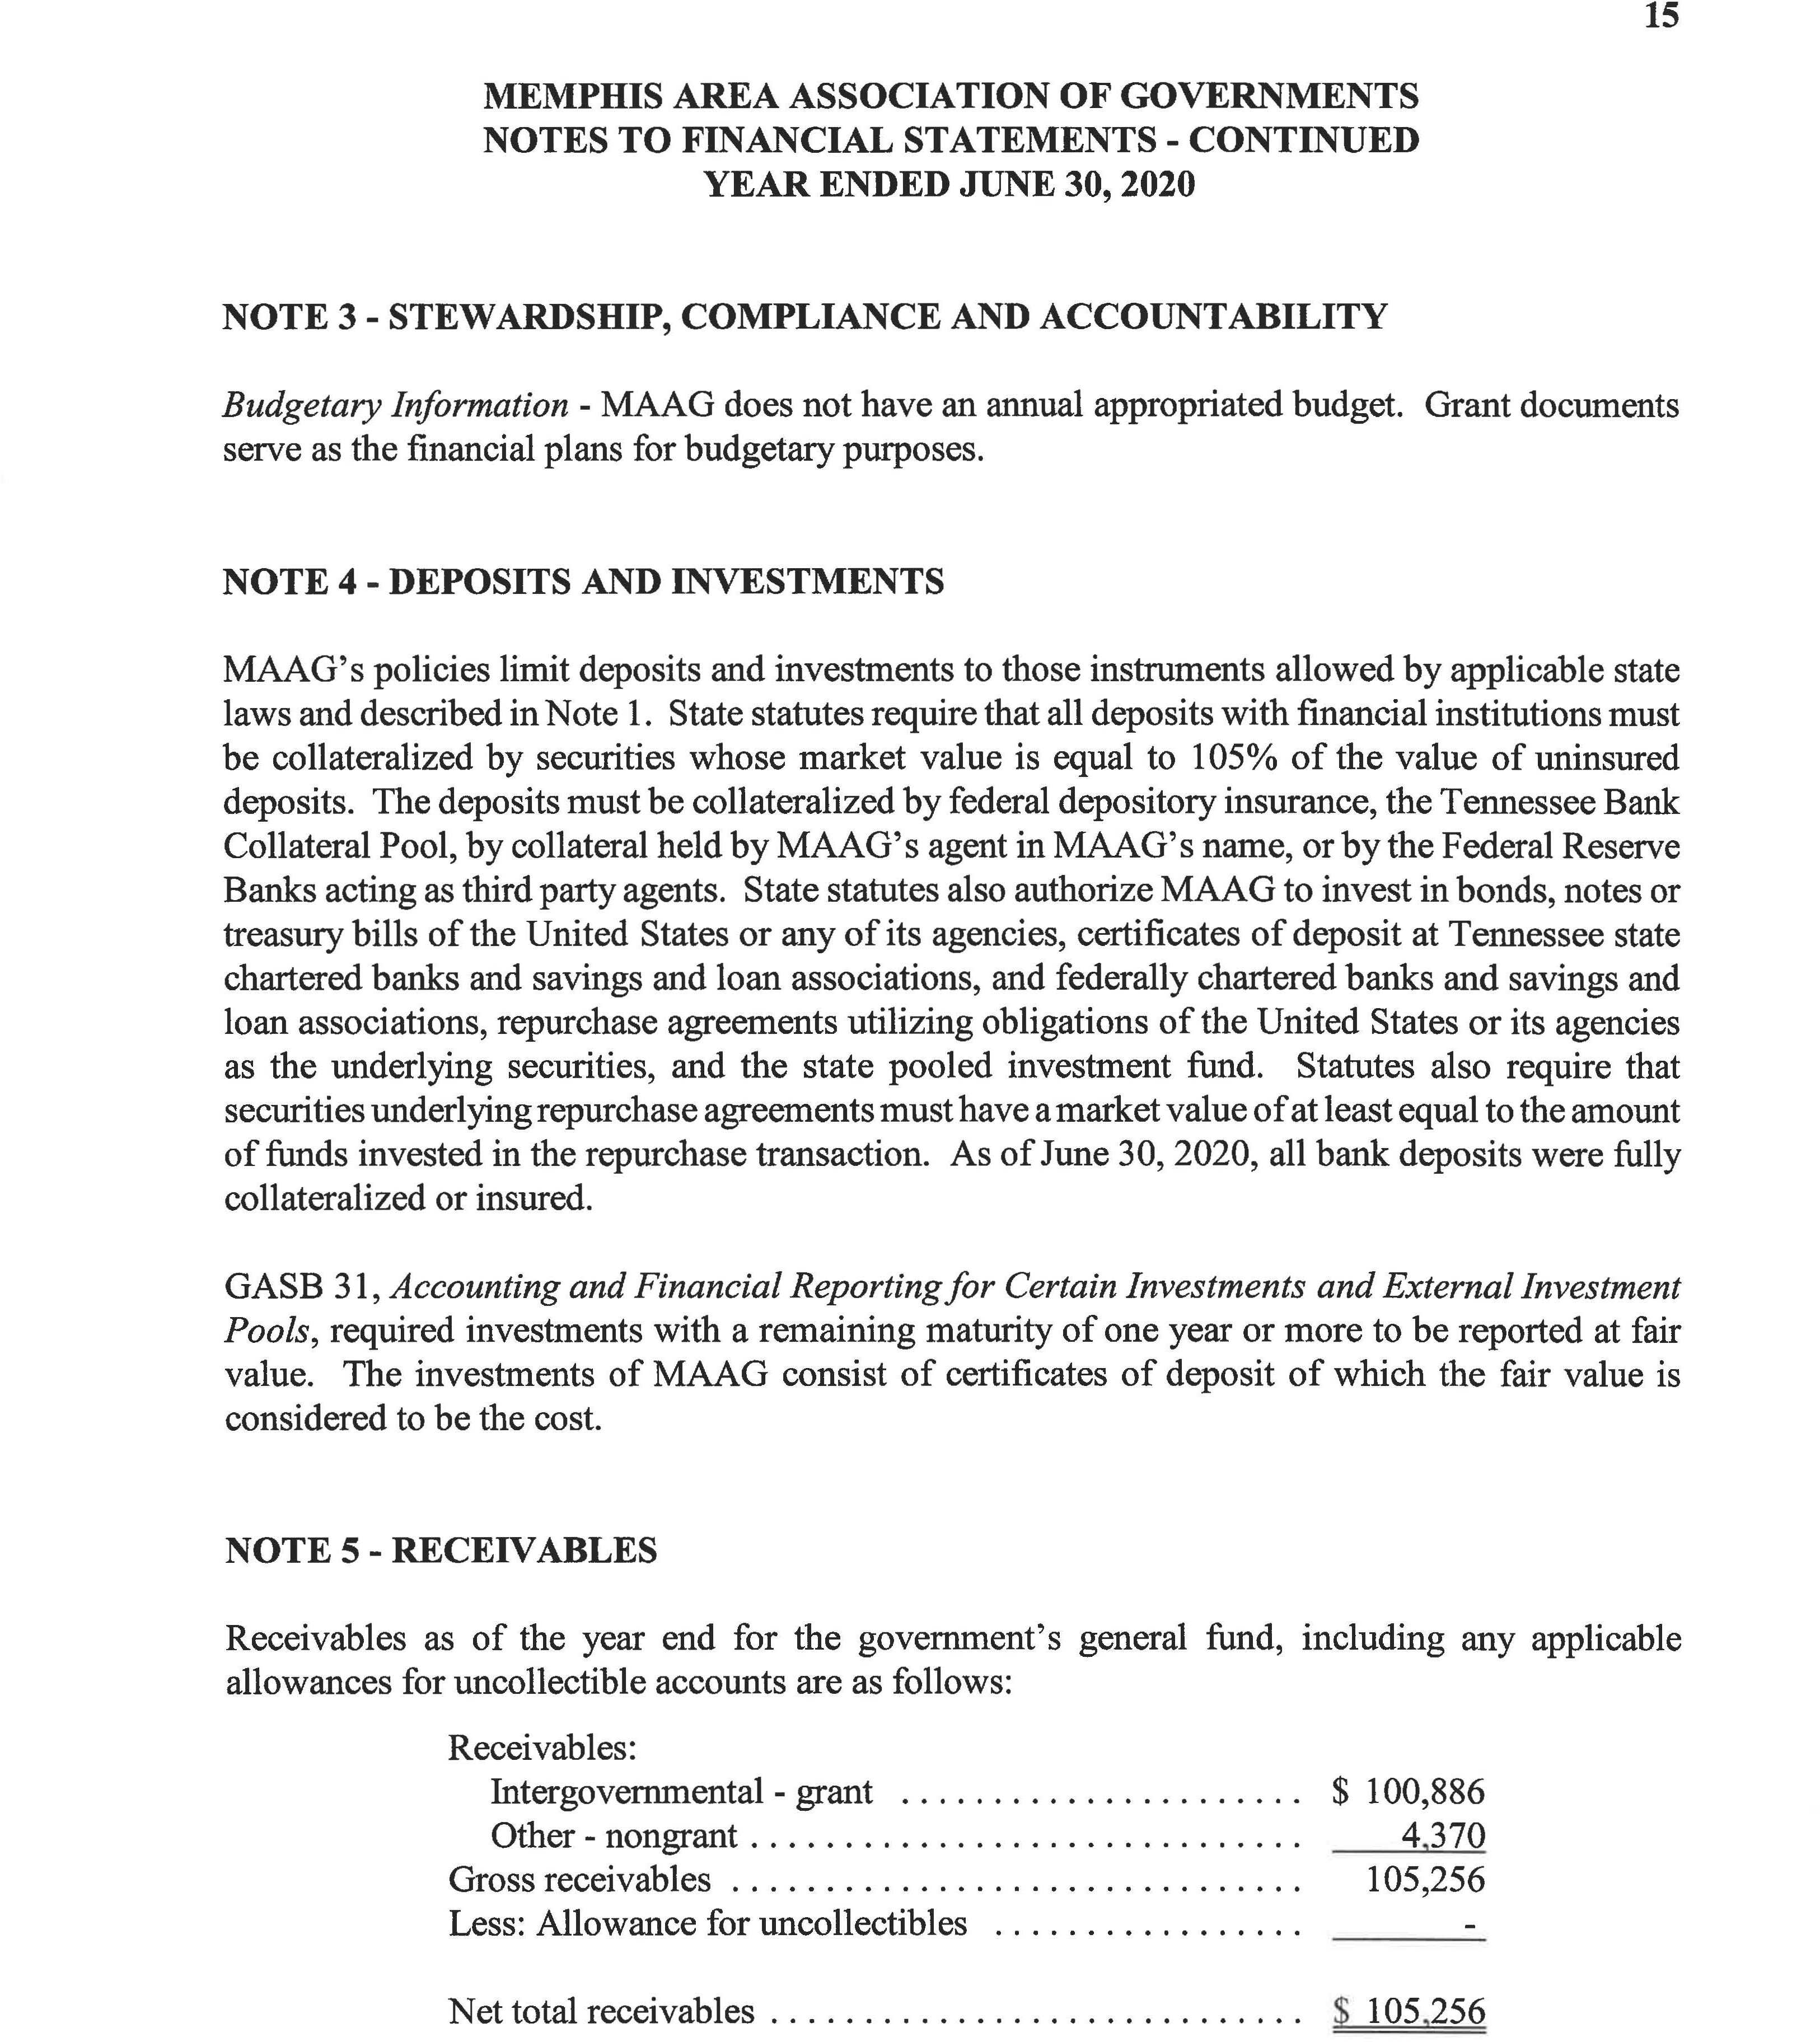 15
MEMPHIS AREA ASSOCIATION OF GOVERNMENTS
NOTES TO FINANCIAL STATEMENTS - CONTINUED
YEAR ENDED JUNE 30, 2020
NOTE 3 - STEWARDSHIP, COMPLIANCE AND ACCOUNTABILITY
Budgetary Information - MAAG does not have an annual appropriated budget. Grant documents
serve as the financial plans for budgetary purposes.
NOTE 4 - DEPOSITS AND INVESTMENTS
MAAG’s policies limit deposits and investments to those instruments allowed by applicable state
laws and described in Note 1. State statutes require that all deposits with financial institutions must
be collateralized by securities whose market value is equal to 105% of the value of uninsured
deposits. The deposits must be collateralized by federal depository insurance, the Tennessee Bank
Collateral Pool, by collateral held by MAAG’s agent in MAAG’s name, or by the Federal Reserve
Banks acting as third party agents. State statutes also authorize MAAG to invest in bonds, notes or
treasury bills of the United States or any of its agencies, certificates of deposit at Tennessee state
chartered banks and savings and loan associations, and federally chartered banks and savings and
loan associations, repurchase agreements utilizing obligations of the United States or its agencies
as the underlying securities, and the state pooled investment fund. Statutes also require that
securities underlying repurchase agreements must have a market value of at least equal to the amount
of funds invested in the repurchase transaction. As of June 30, 2020, all bank deposits were fully
collateralized or insured.
GASB 31, Accounting and Financial Reporting for Certain Investments and External Investment
Pools, required investments with a remaining maturity of one year or more to be reported at fair
value. The investments of MAAG consist of certificates of deposit of which the fair value is
considered to be the cost.
NOTE 5 - RECEIVABLES
Receivables as of the year end for the government’s general fund, including any applicable
allowances for uncollectible accounts are as follows:
Receivables:
Intergovernmental - grant ...................... $ 100,886
Other - nongrant .............................. 4,370
Gross receivables ............................... 105,256
Less: Allowance for uncollectibles ................. -
Net total receivables ............................. $ 105,256